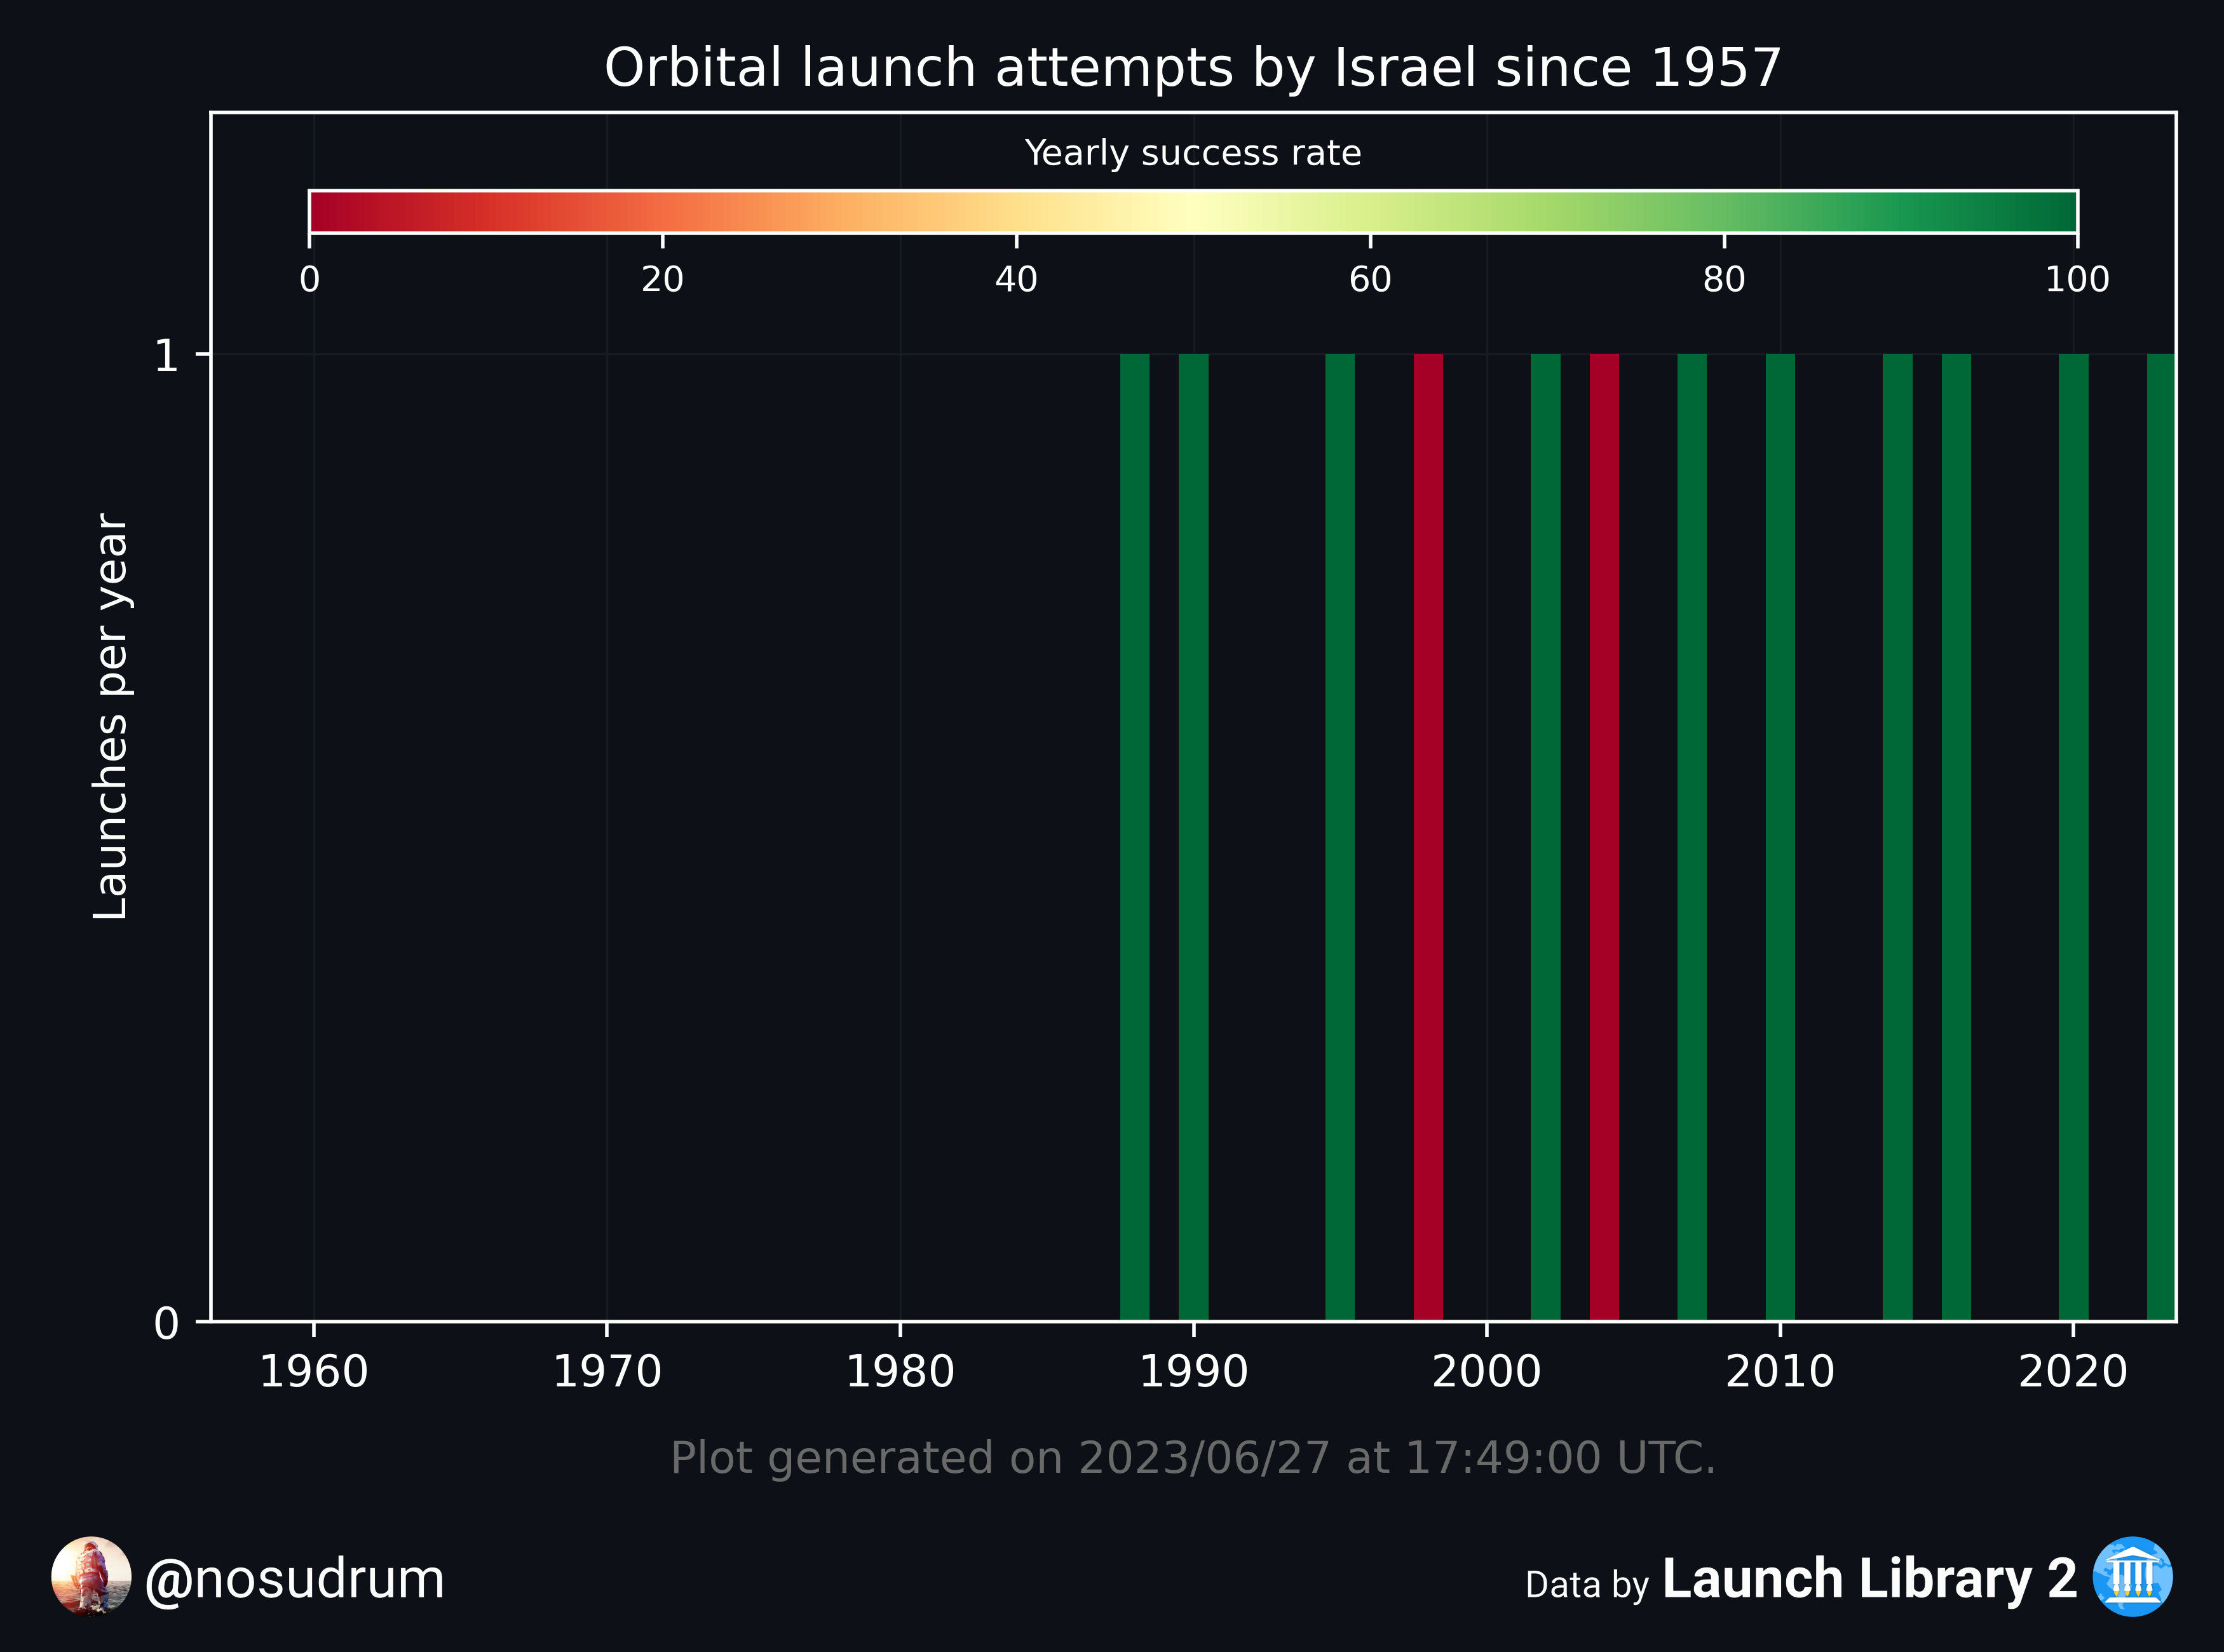 Orbital launch attempts by Israel since 1957
Yearly success rate
0 20 40 60 80 100
1
Launches per year
0
1960 1970 1980 1990 2000 2010 2020
Plot generated on 2023/06/27 at 17:49:00 UTC.
@nosudrum
Data by Launch Library 2